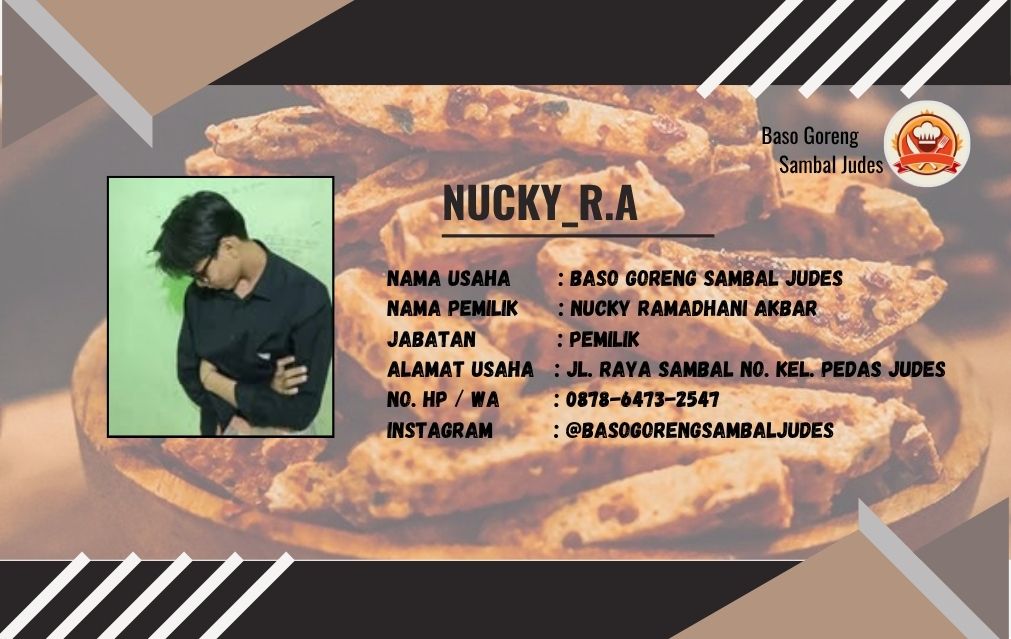 Baso Goreng
Sambal Judes
NUCKY_R.A
NAMA USAHA : BASO GORENG SAMBAL JUDES
NAMA PEMILIK : NUCKY RAMADHANI AKBAR
JABATAN : PEMILIK
ALAMAT USAHA : JL. RAYA SAMBAL NO. KEL. PEDAS JUDES
NO. HP / WA : 0878-6473-2547
INSTAGRAM : @BASOGORENGSAMBALJUDES